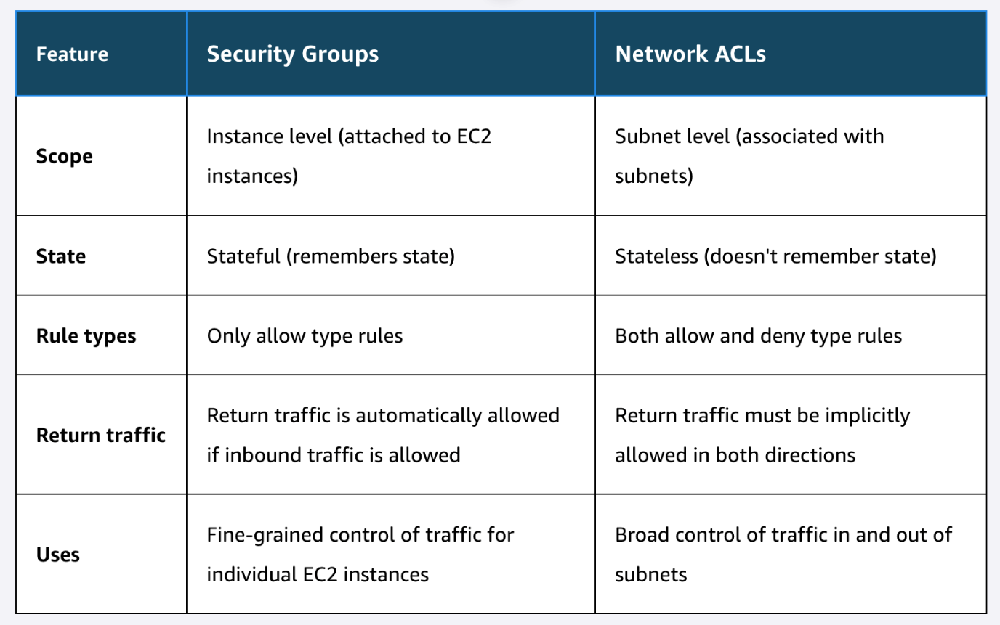 Feature
Security Groups
Network ACLs
Scope
Instance level (attached to EC2
instances)
Subnet level (associated with
subnets)
State
Stateful (remembers state)
Stateless (doesn't remember state)
Rule types
Only allow type rules
Both allow and deny type rules
Return traffic
Return traffic is automatically allowed
if inbound traffic is allowed
Return traffic must be implicitly
allowed in both directions
Uses
Fine-grained control of traffic for
individual EC2 instances
Broad control of traffic in and out of
subnets